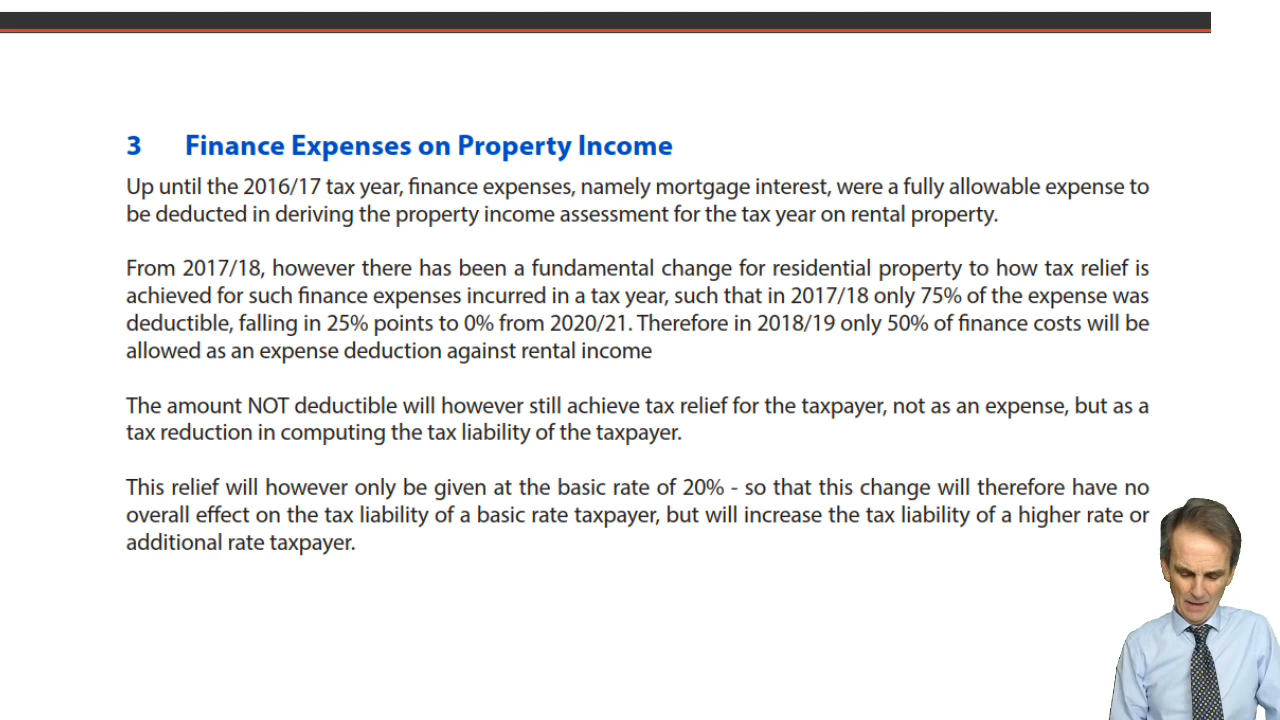 3 Finance Expenses on Property Income
Up until the 2016/17 tax year, finance expenses, namely mortgage interest, were a fully allowable expense to
be deducted in deriving the property income assessment for the tax year on rental property.
From 2017/18, however there has been a fundamental change for residential property to how tax relief is
achieved for such finance expenses incurred in a tax year, such that in 2017/18 only 75% of the expense was
deductible, falling in 25% points to 0% from 2020/21. Therefore in 2018/19 only 50% of finance costs will be
allowed as an expense deduction against rental income
The amount NOT deductible will however still achieve tax relief for the taxpayer, not as an expense, but as a
tax reduction in computing the tax liability of the taxpayer.
This relief will however only be given at the basic rate of 20% - so that this change will therefore have no
overall effect on the tax liability of a basic rate taxpayer, but will increase the tax liability of a higher rate or
additional rate taxpayer.